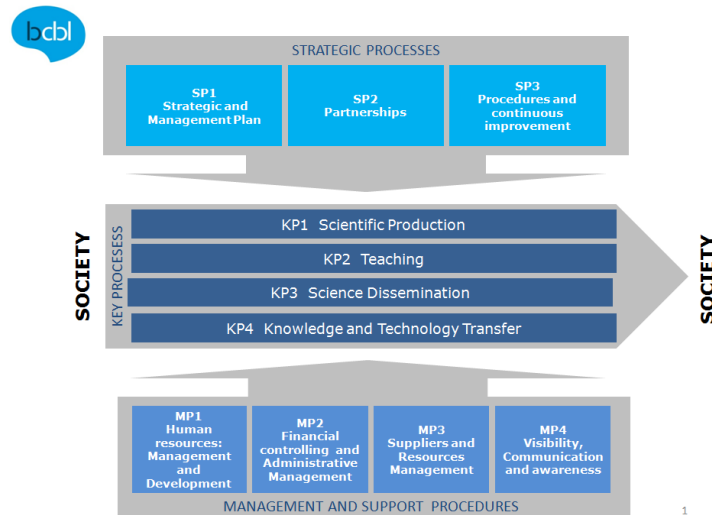 bcbl
STRATEGIC PROCESSES
SP1
Strategic and
Management Plan
SP2
Partnerships
SP3
Procedures and
continuous
improvement
SOCIETY
KEY PROCESESS
KP1 Scientific Production
KP2 Teaching
KP3 Science Dissemination
KP4 Knowledge and Technology Transfer
SOCIETY
MP1
Human
resources:
Management
and
Development
MP2
Financial
controlling and
Administrative
Management
MP3
Suppliers and
Resources
Management
MP4
Visibility,
Communication
and awareness
MANAGEMENT AND SUPPORT PROCEDURES
1